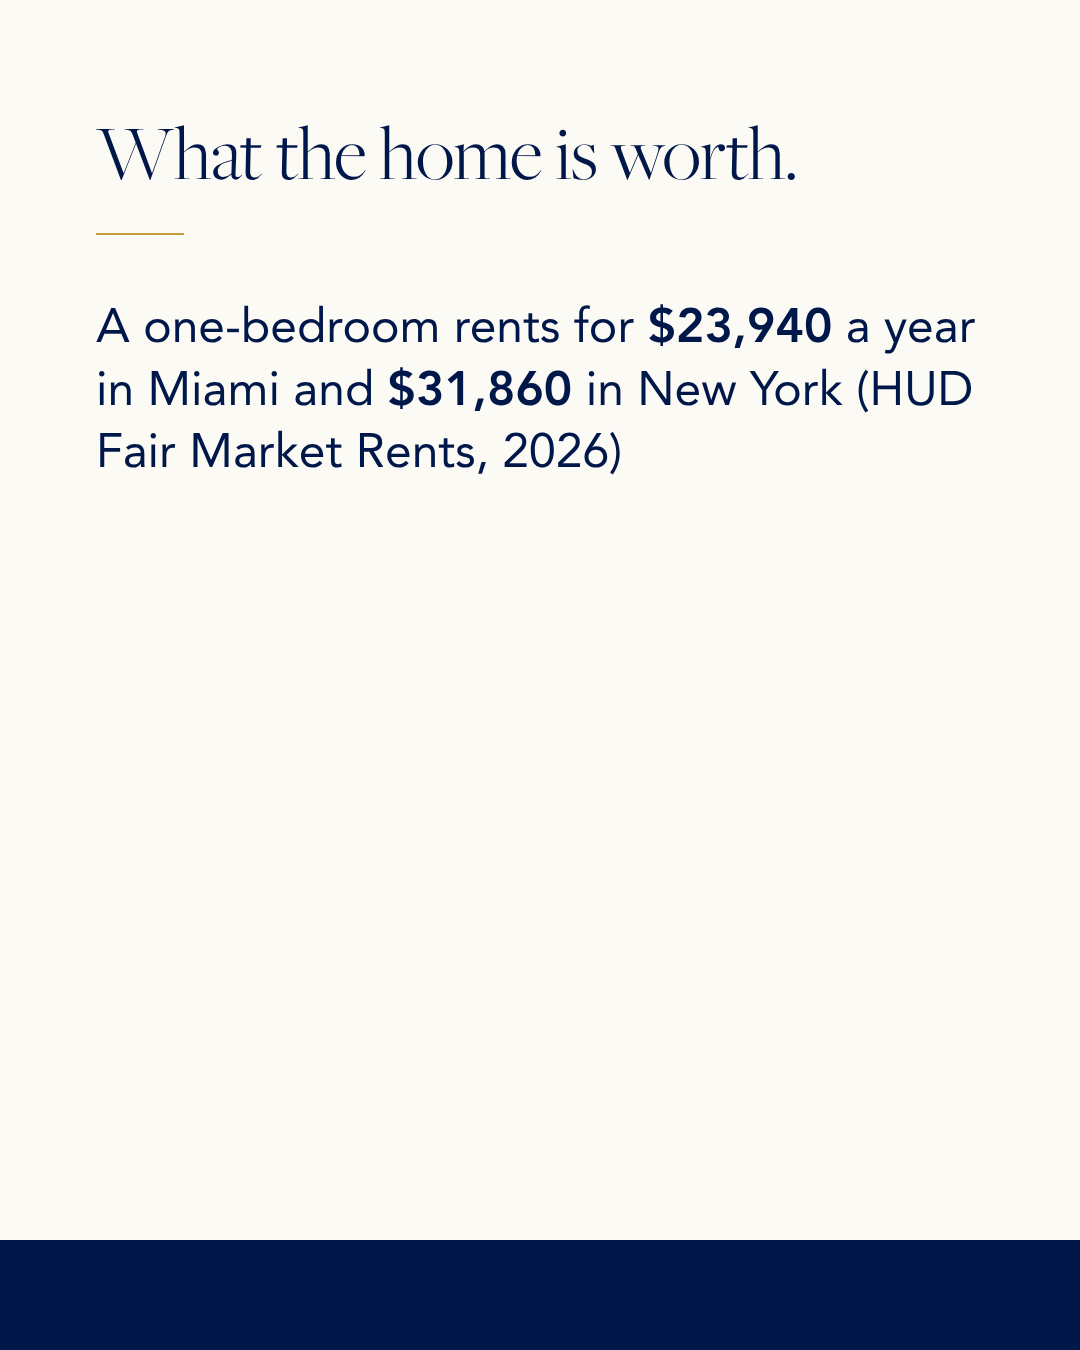 What the home is worth.
A one-bedroom rents for $23,940 a year
in Miami and $31,860 in New York (HUD
Fair Market Rents, 2026)